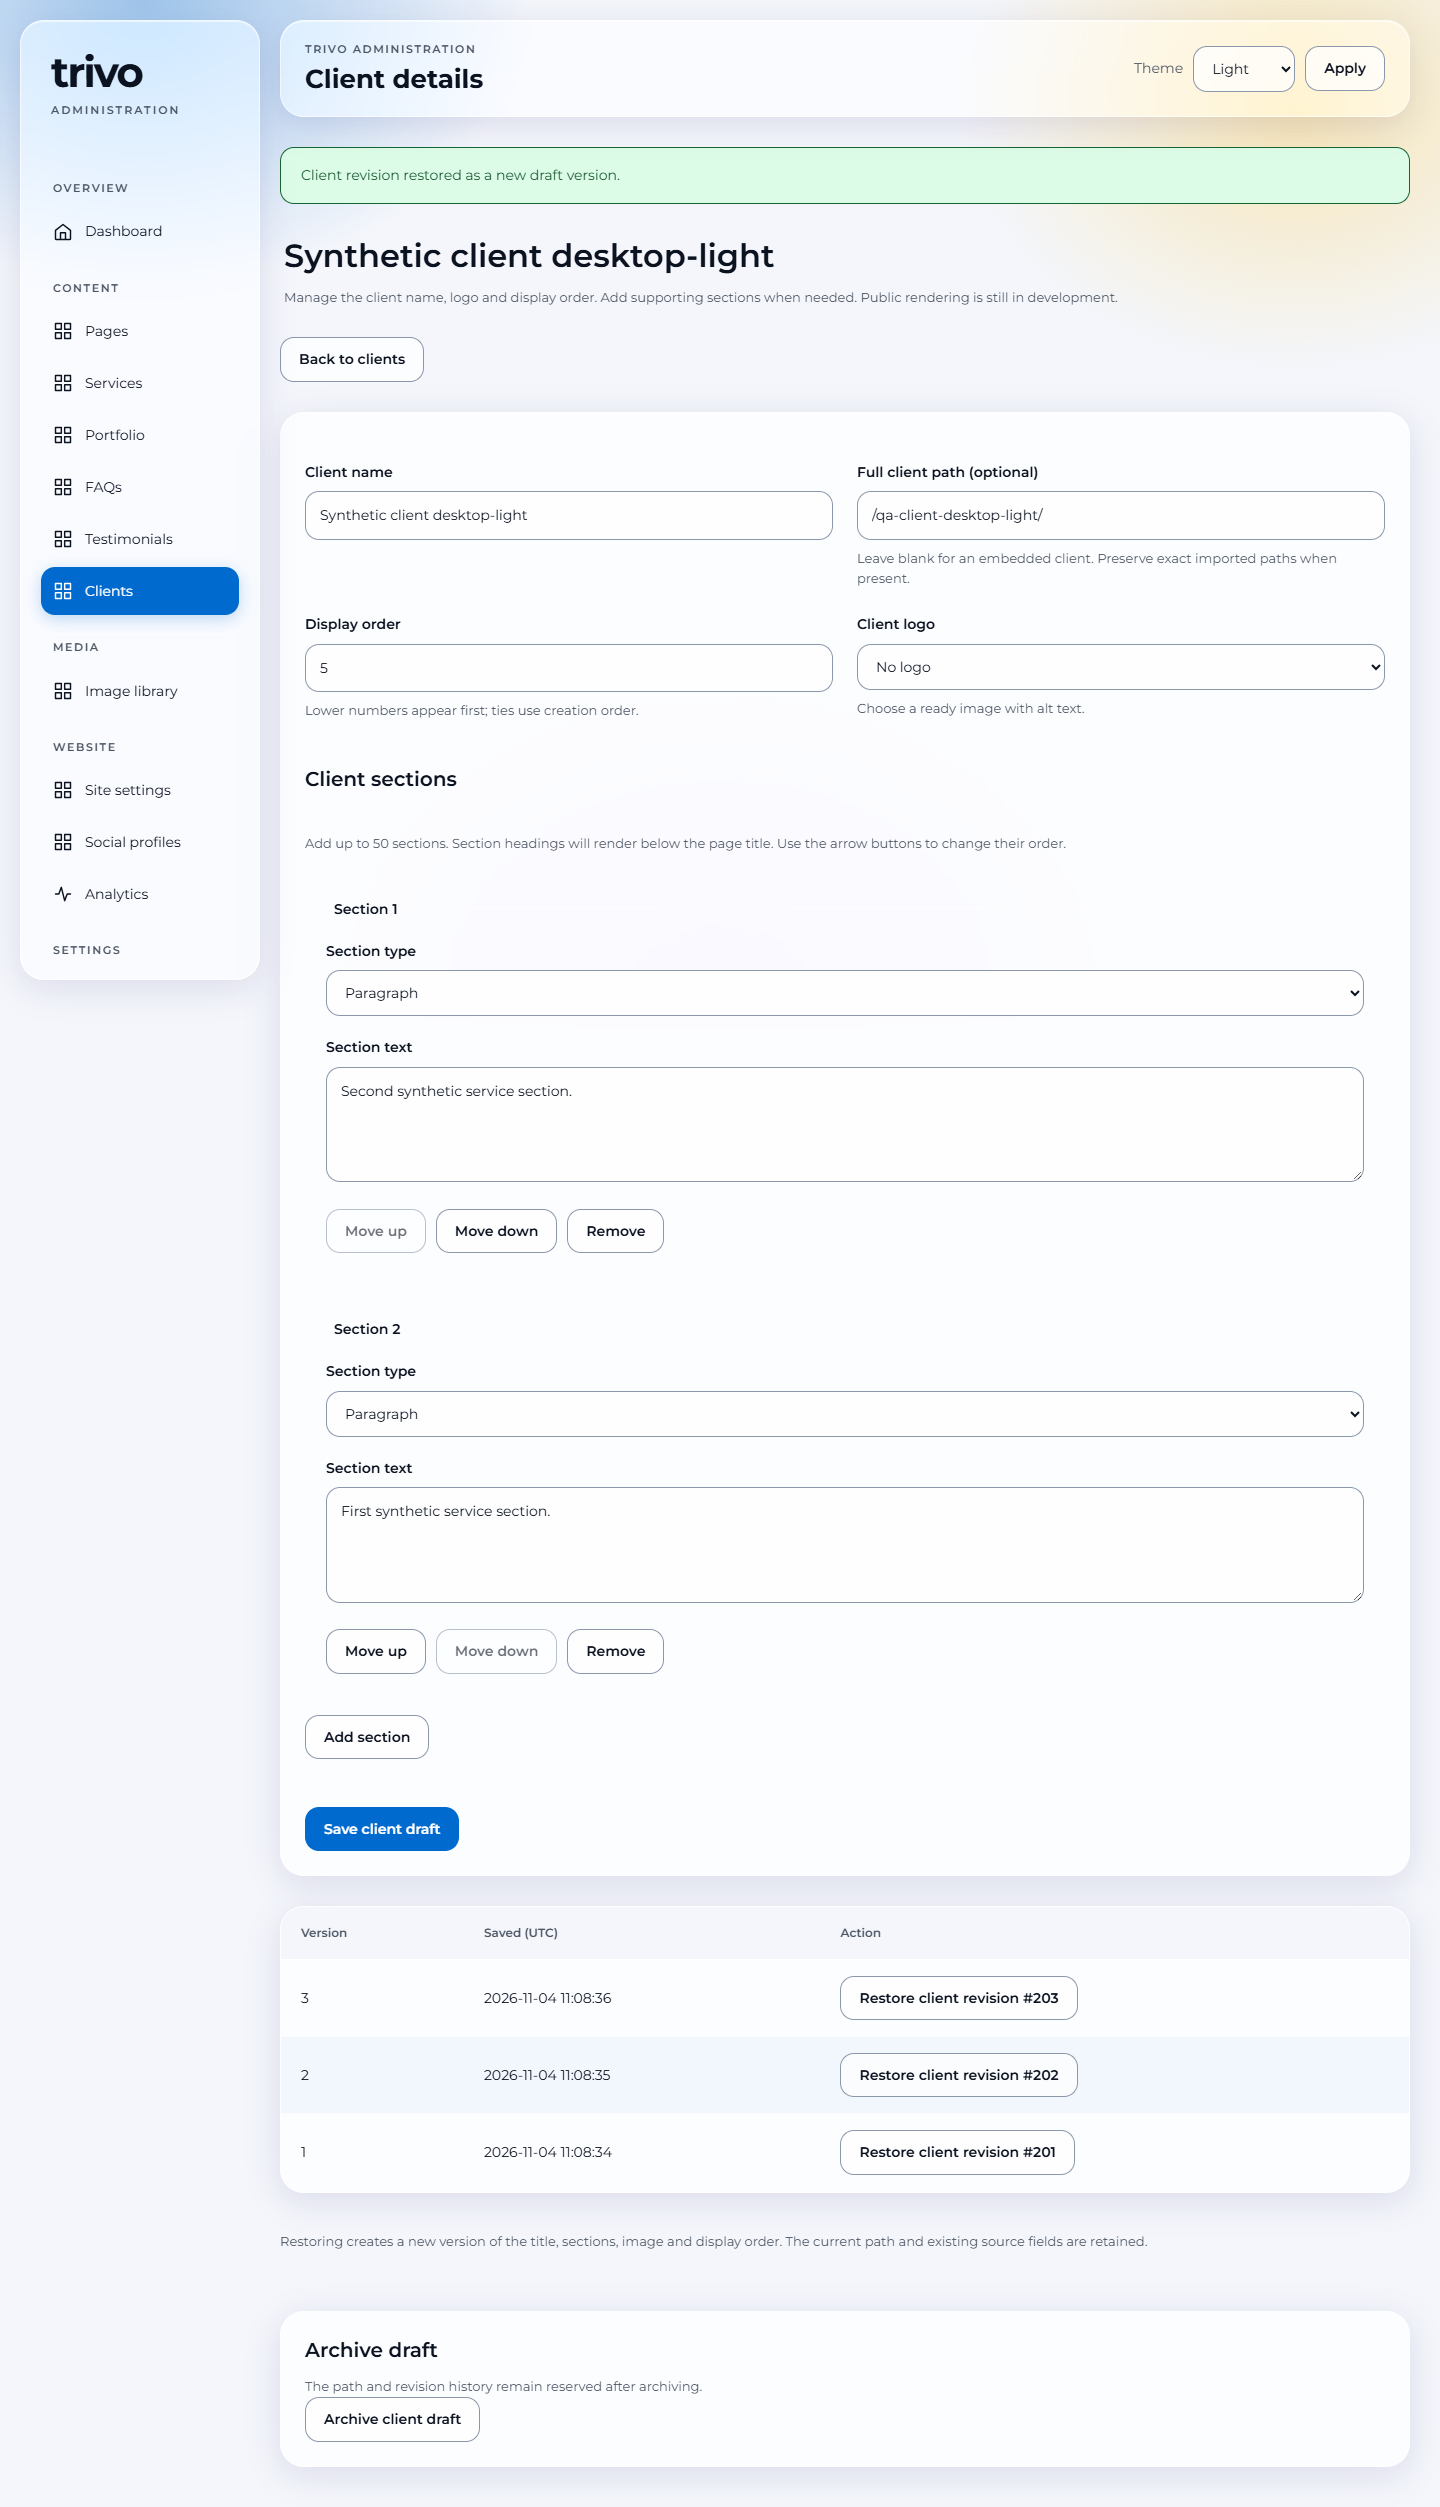 trivo
ADMINISTRATION
OVERVIEW
Dashboard
CONTENT
Pages
Services
Portfolio
FAQs
Testimonials
Clients
MEDIA
Image library
WEBSITE
Site settings
Social profiles
Analytics
SETTINGS
TRIVO ADMINISTRATION
Client details
Theme
Light
Apply
Client revision restored as a new draft version.
Synthetic client desktop-light
Manage the client name, logo and display order. Add supporting sections when needed. Public rendering is still in development.
Back to clients
Client name
Synthetic client desktop-light
Full client path (optional)
/qa-client-desktop-light/
Leave blank for an embedded client. Preserve exact imported paths when
present.
Display order
5
Lower numbers appear first; ties use creation order.
Client logo
No logo
Choose a ready image with alt text.
Client sections
Add up to 50 sections. Section headings will render below the page title. Use the arrow buttons to change their order.
Section 1
Section type
Paragraph
Section text
Second synthetic service section.
Move up Move down Remove
Section 2
Section type
Paragraph
Section text
First synthetic service section.
Move up Move down Remove
Add section
Save client draft
Version Saved (UTC) Action
3 2026-11-04 11:08:36 Restore client revision #203
2 2026-11-04 11:08:35 Restore client revision #202
1 2026-11-04 11:08:34 Restore client revision #201
Restoring creates a new version of the title, sections, image and display order. The current path and existing source fields are retained.
Archive draft
The path and revision history remain reserved after archiving.
Archive client draft